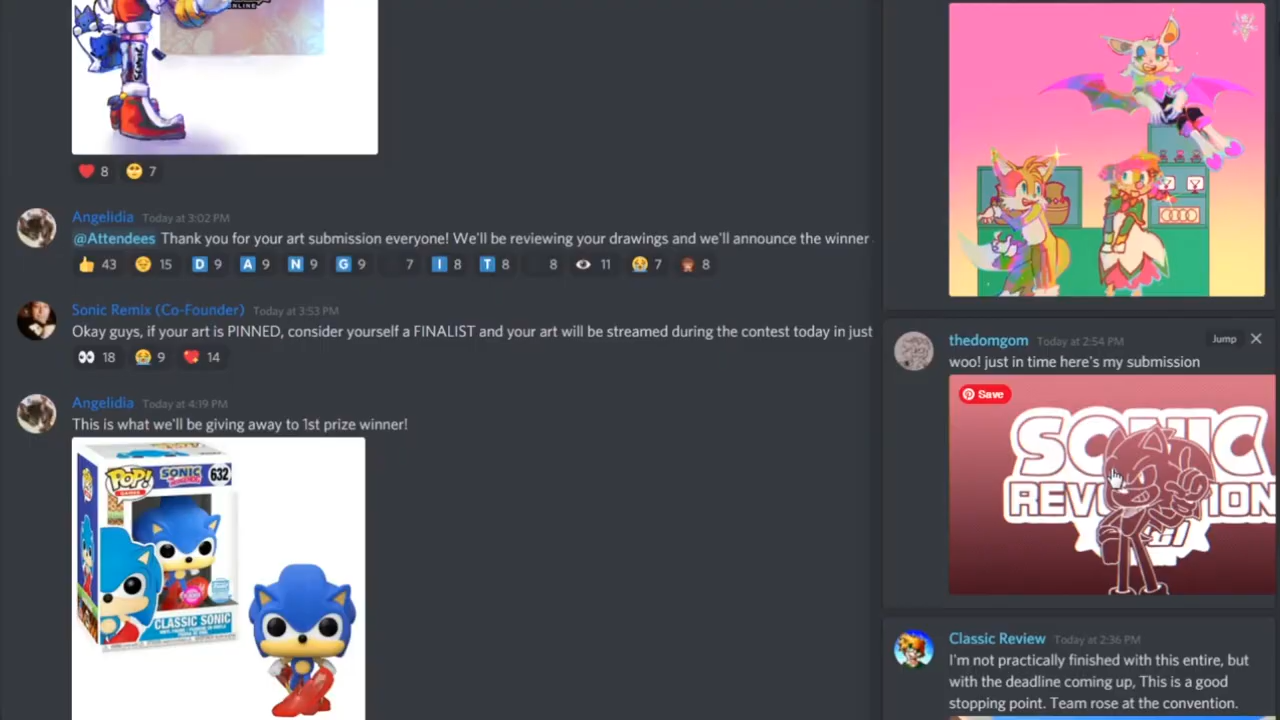 ONLINE
8 7
Angelidia Today at 3:02 PM
@Attendees Thank you for your art submission everyone! We'll be reviewing your drawings and we'll announce the winner
43 15 D 9 A 9 N 9 G 9 7 I 8 T 8 8 11 7 8
Sonic Remix (Co-Founder) Today at 3:53 PM
Okay guys, if your art is PINNED, consider yourself a FINALIST and your art will be streamed during the contest today in just
18 9 14
Angelidia Today at 4:19 PM
This is what we'll be giving away to 1st prize winner!
POP!
GAMES
SONIC
632
CLASSIC SONIC
thedomgom Today at 2:54 PM Jump
woo! just in time here's my submission
Save
SONIC
Classic Review Today at 2:36 PM
I'm not practically finished with this entire, but
with the deadline coming up, This is a good
stopping point. Team rose at the convention.